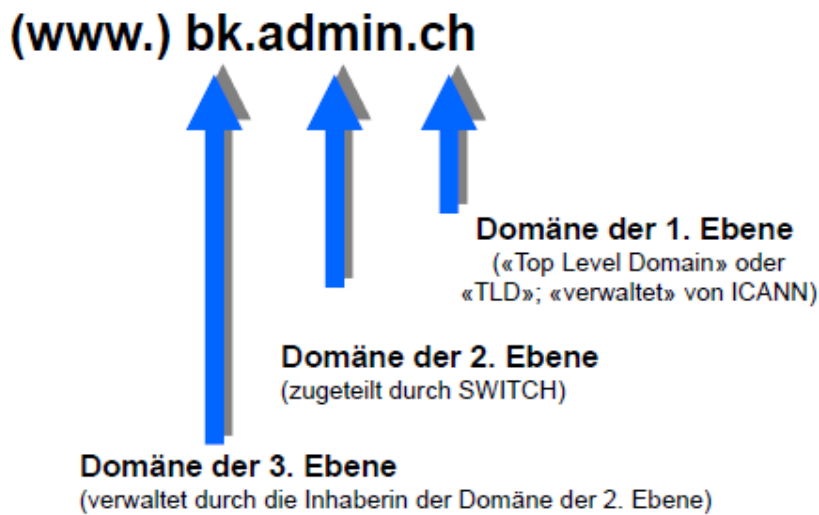 (www.) bk.admin.ch
Domäne der 1. Ebene
(«Top Level Domain» oder
«TLD»; «verwaltet» von ICANN)
Domäne der 2. Ebene
(zugeteilt durch SWITCH)
Domäne der 3. Ebene
(verwaltet durch die Inhaberin der Domäne der 2. Ebene)